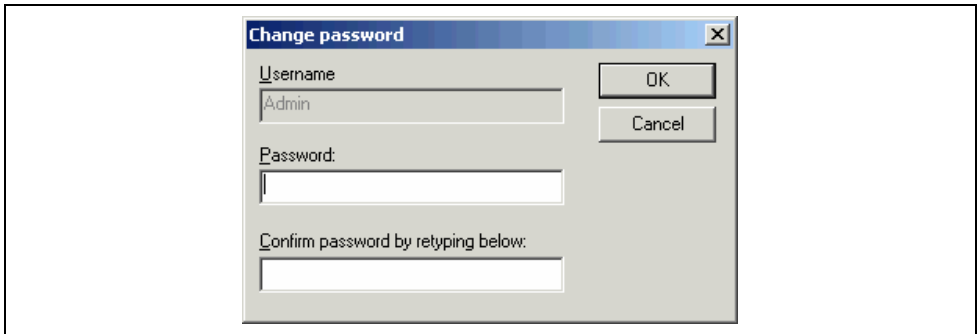 Change password
Username
Admin
OK
Cancel
Password:
Confirm password by retyping below: